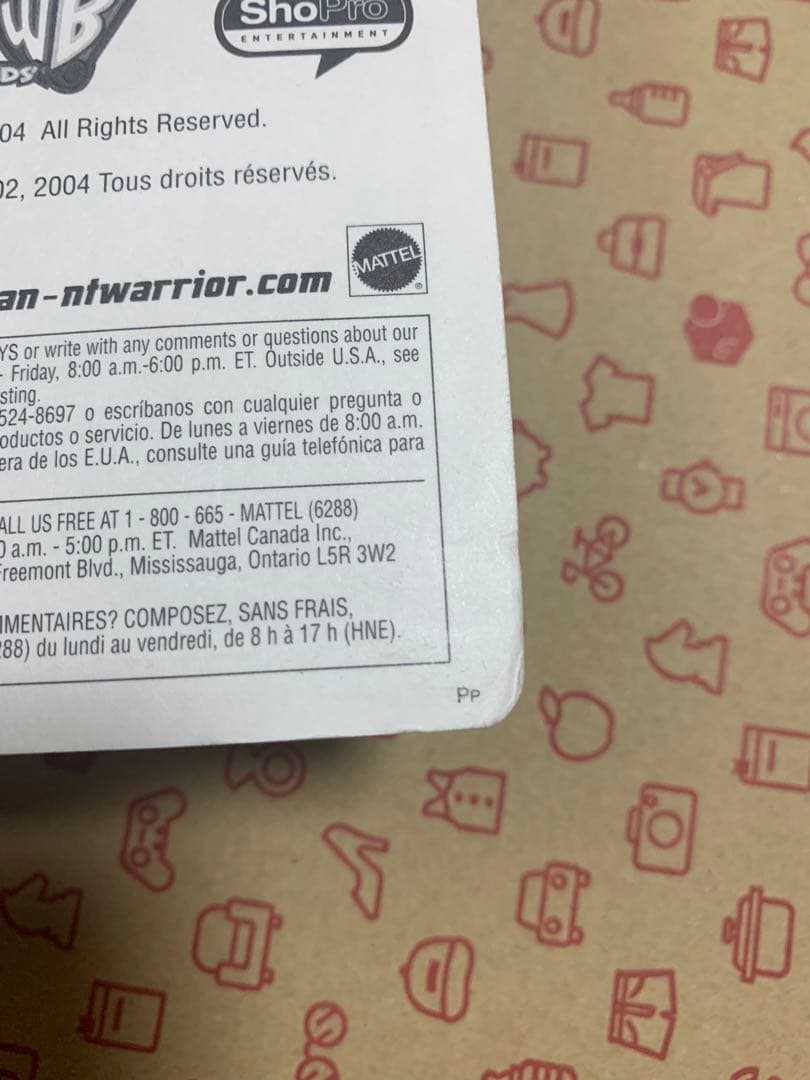 WB
DS
ShoPro
ENTERTAINMENT
04 All Rights Reserved.
02, 2004 Tous droits réservés.
an-ntwarrior.com
MATTEL
®
YS or write with any comments or questions about our
- Friday, 8:00 a.m.-6:00 p.m. ET. Outside U.S.A., see
sting.
524-8697 o escríbanos con cualquier pregunta o
oductos o servicio. De lunes a viernes de 8:00 a.m.
era de los E.U.A., consulte una guía telefónica para
ALL US FREE AT 1 - 800 - 665 - MATTEL (6288)
0 a.m. - 5:00 p.m. ET. Mattel Canada Inc.,
Freemont Blvd., Mississauga, Ontario L5R 3W2
IMENTAIRES? COMPOSEZ, SANS FRAIS,
288) du lundi au vendredi, de 8 h à 17 h (HNE).
PP